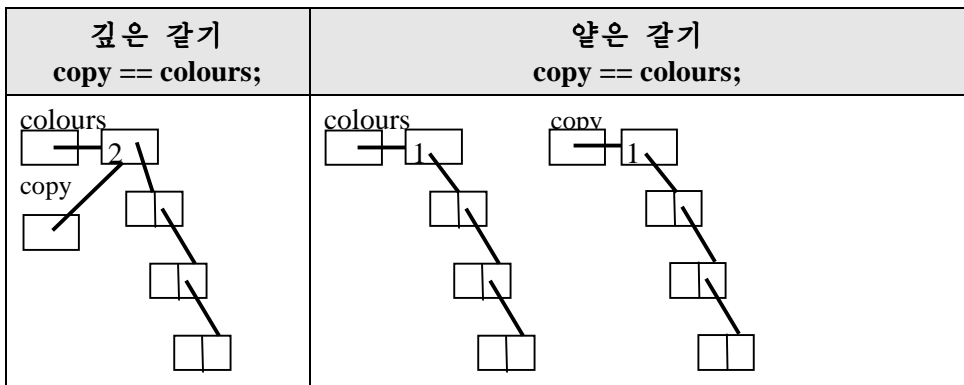 깊은 같기
copy == colours;
얕은 같기
copy == colours;
colours
2
copy
colours
1
copy
1